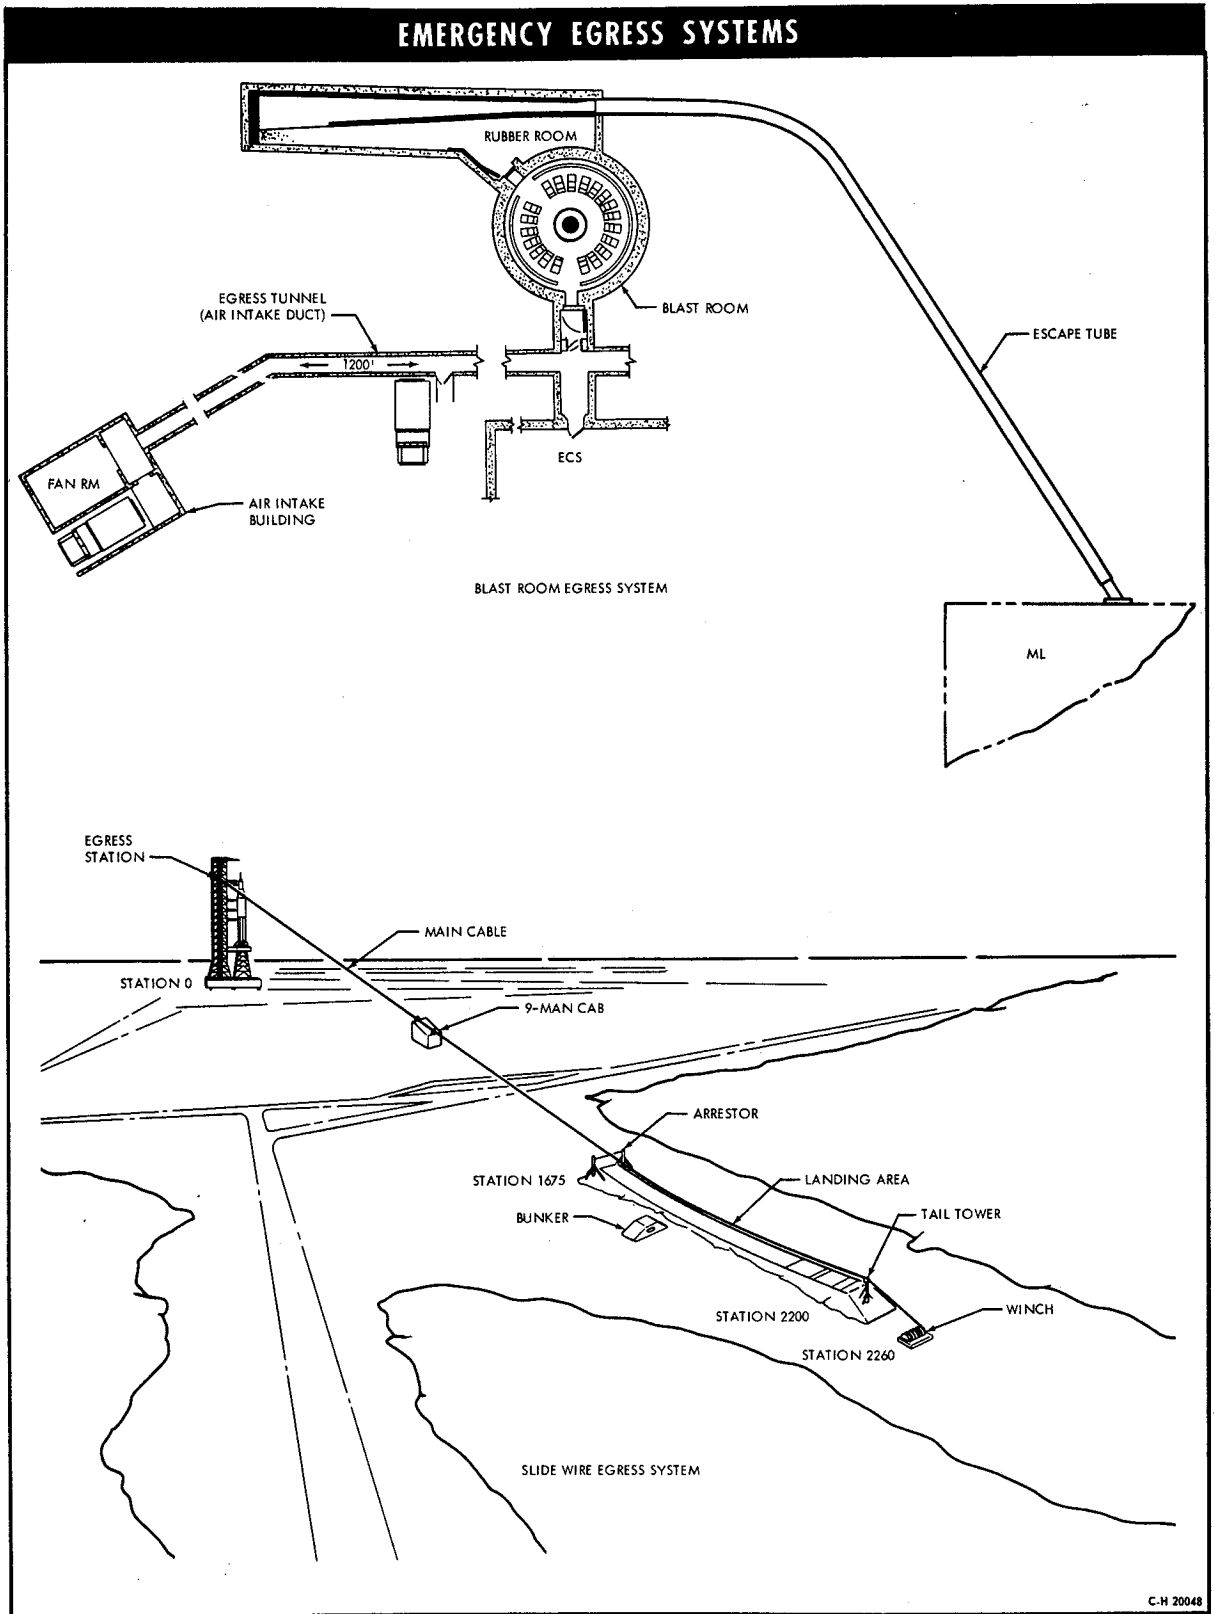 EMERGENCY EGRESS SYSTEMS
RUBBER ROOM
EGRESS TUNNEL
(AIR INTAKE DUCT)
BLAST ROOM
ESCAPE TUBE
1200'
ECS
FAN RM
AIR INTAKE
BUILDING
BLAST ROOM EGRESS SYSTEM
ML
EGRESS
STATION
MAIN CABLE
STATION 0
9-MAN CAB
ARRESTOR
STATION 1675
LANDING AREA
BUNKER
TAIL TOWER
STATION 2200
WINCH
STATION 2260
SLIDE WIRE EGRESS SYSTEM
C-H 20048